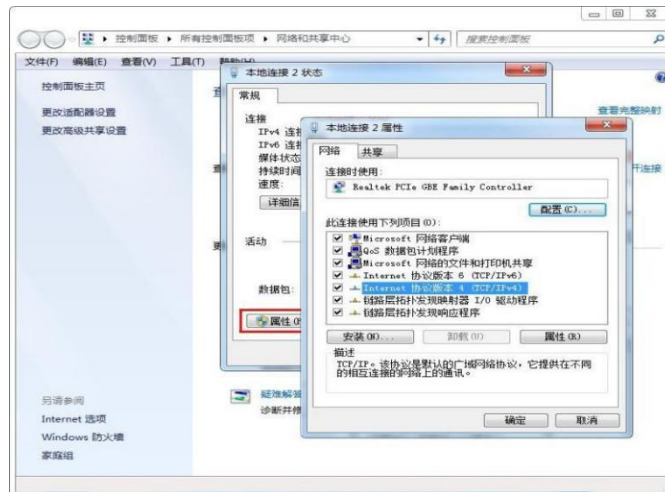 控制面板 ▸ 所有控制面板项 ▸ 网络和共享中心
搜索控制面板
文件(F) 编辑(E) 查看(V) 工具(T)
控制面板主页
更改适配器设置
更改高级共享设置
查看完整映射
开连接
本地连接 2 状态
常规
连接
IPv4 连
IPv6 连
媒体状态
持续时间
速度:
详细信
活动
数据包:
属性(P
疑难解答
诊断并修
另请参阅
Internet 选项
Windows 防火墙
家庭组
本地连接 2 属性
网络 共享
连接时使用:
Realtek PCIe GBE Family Controller
配置(C)...
此连接使用下列项目(O):
Microsoft 网络客户端
QoS 数据包计划程序
Microsoft 网络的文件和打印机共享
Internet 协议版本 6 (TCP/IPv6)
Internet 协议版本 4 (TCP/IPv4)
链路层拓扑发现映射器 I/O 驱动程序
链路层拓扑发现响应程序
安装(N)... 卸载(U) 属性(R)
描述
TCP/IP。该协议是默认的广域网络协议，它提供在不同
的相互连接的网络上的通讯。
确定 取消